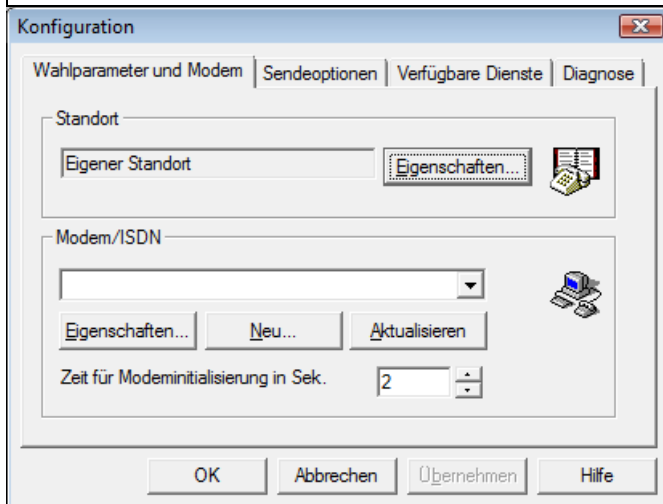 Konfiguration
Wahlparameter und Modem Sendeoptionen Verfügbare Dienste Diagnose
Standort
Eigener Standort Eigenschaften...
Modem/ISDN
Eigenschaften... Neu... Aktualisieren
Zeit für Modeminitialisierung in Sek. 2
OK Abbrechen Übernehmen Hilfe